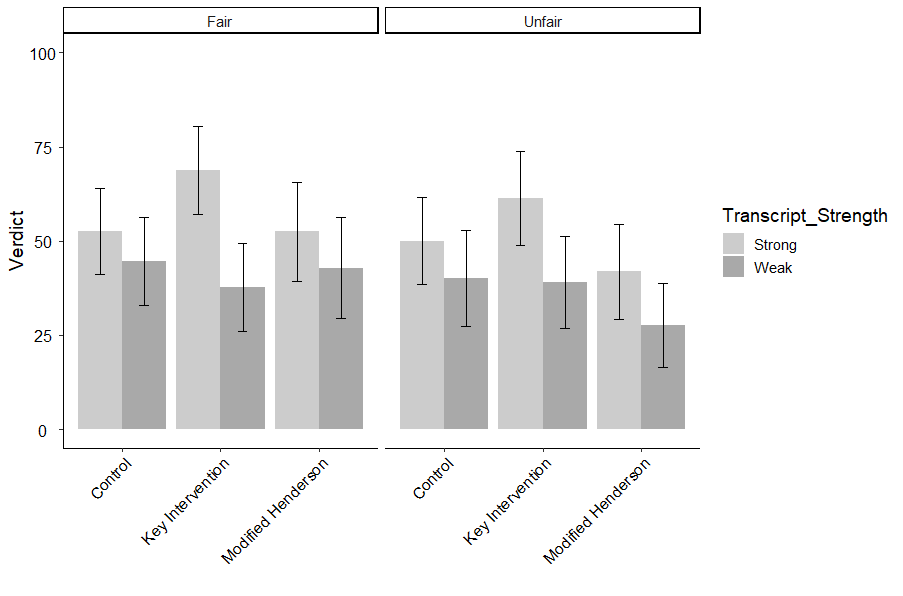 Fair
Unfair
100
75
50
25
0
Verdict
Control
Key Intervention
Modified Henderson
Control
Key Intervention
Modified Henderson
Transcript_Strength
Strong
Weak